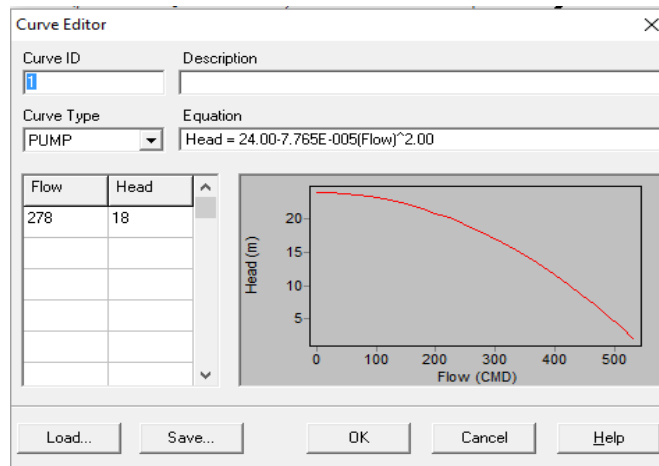 Curve Editor
Curve ID Description
1
Curve Type Equation
PUMP Head = 24.00-7.765E-005(Flow)^2.00
Flow Head
278 18
20
15
10
5
Head (m)
0 100 200 300 400 500
Flow (CMD)
Load... Save... OK Cancel Help